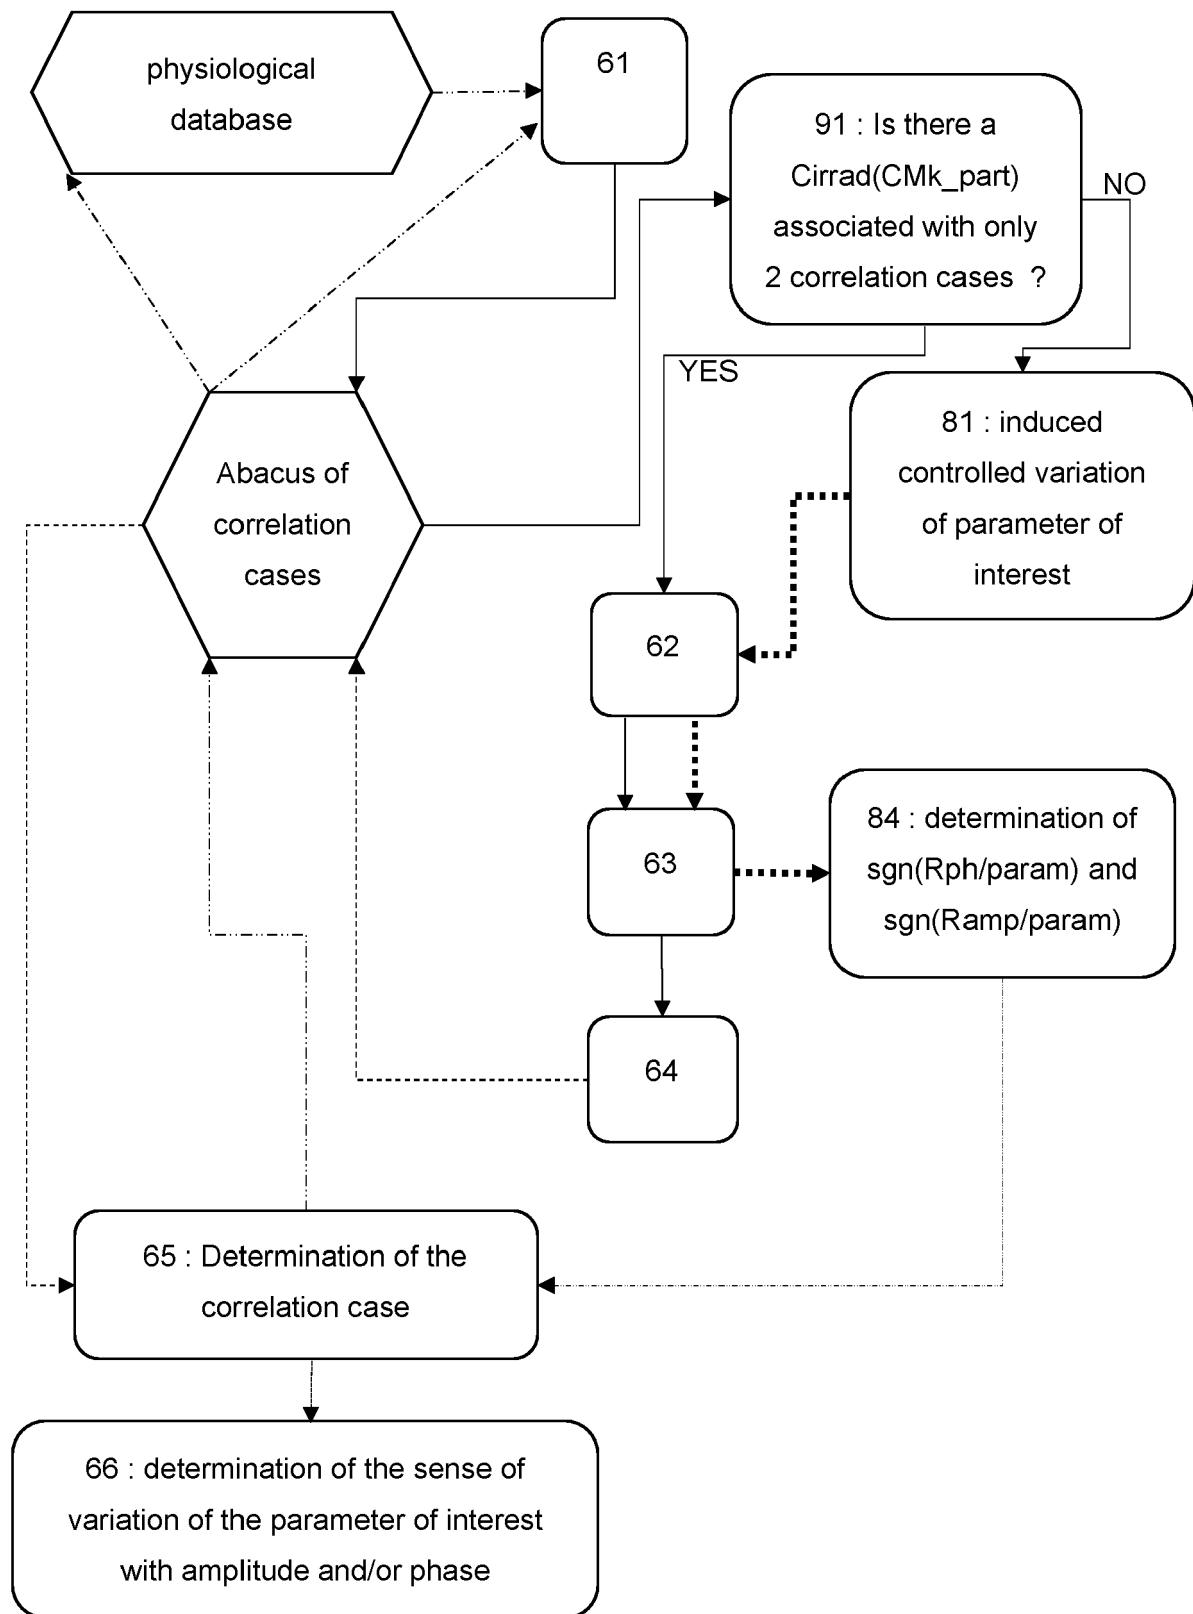 physiological
database
61
91 : Is there a
Cirrad(CMk_part)
associated with only
2 correlation cases ?
NO
YES
81 : induced
controlled variation
of parameter of
interest
Abacus of
correlation
cases
62
63
84 : determination of
sgn(Rph/param) and
sgn(Ramp/param)
64
65 : Determination of the
correlation case
66 : determination of the sense of
variation of the parameter of interest
with amplitude and/or phase